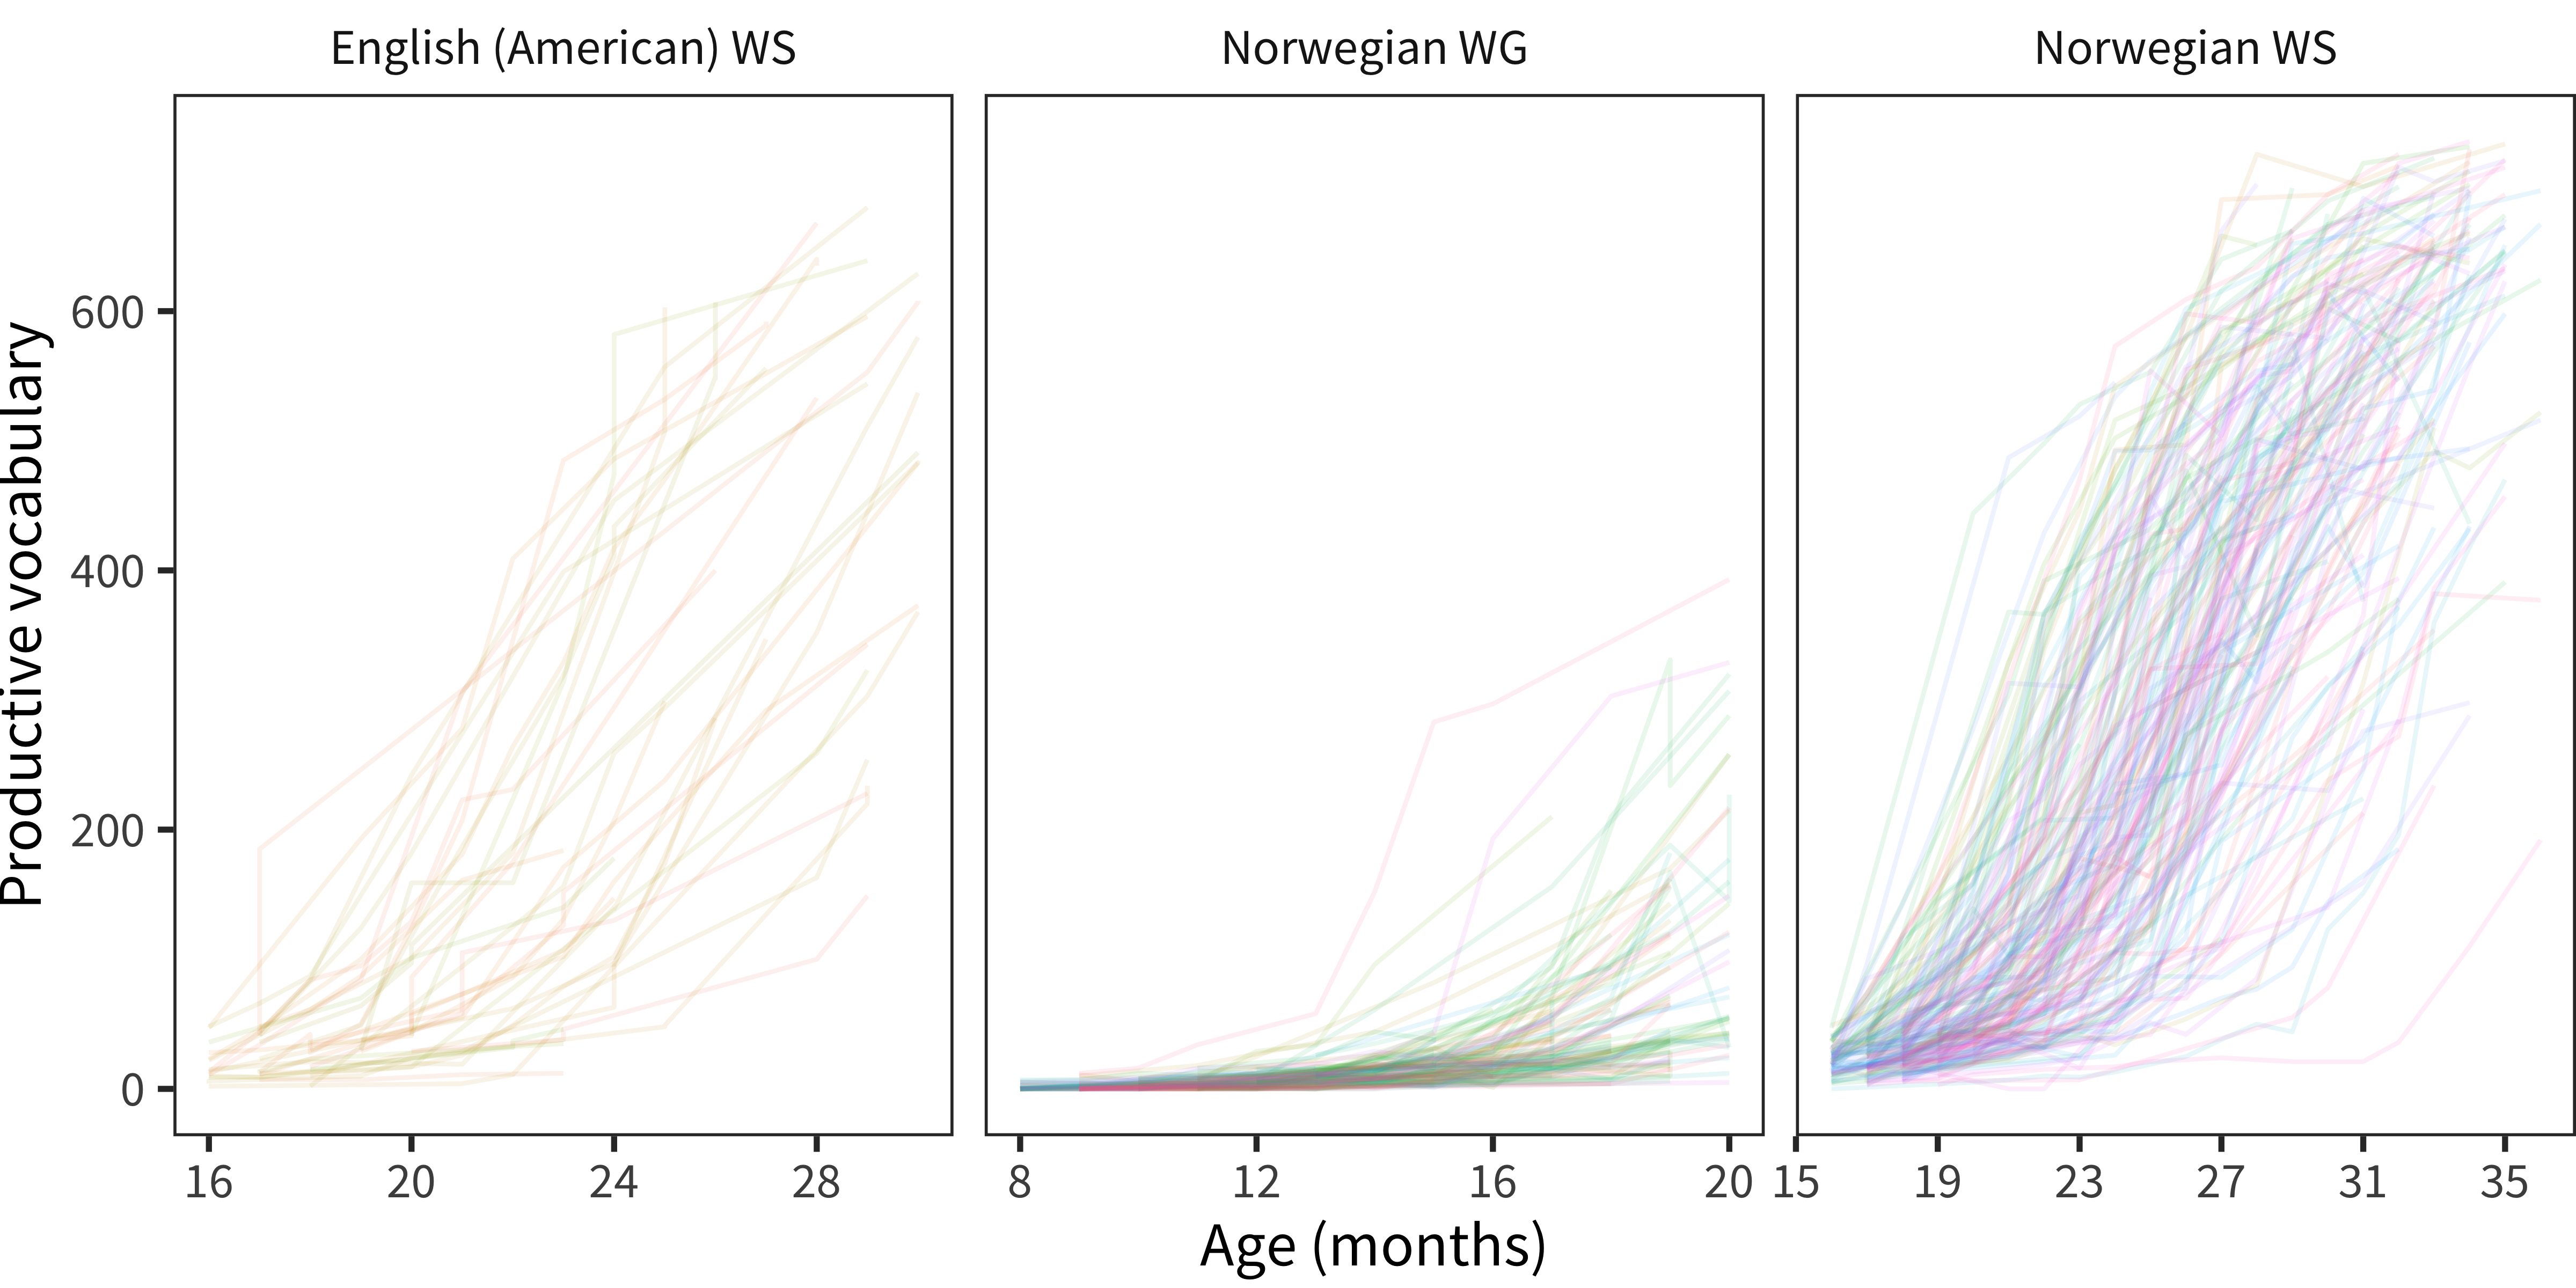 English (American) WS
Norwegian WG
Norwegian WS
Productive vocabulary
600
400
200
0
16 20 24 28
8 12 16 20
15 19 23 27 31 35
Age (months)